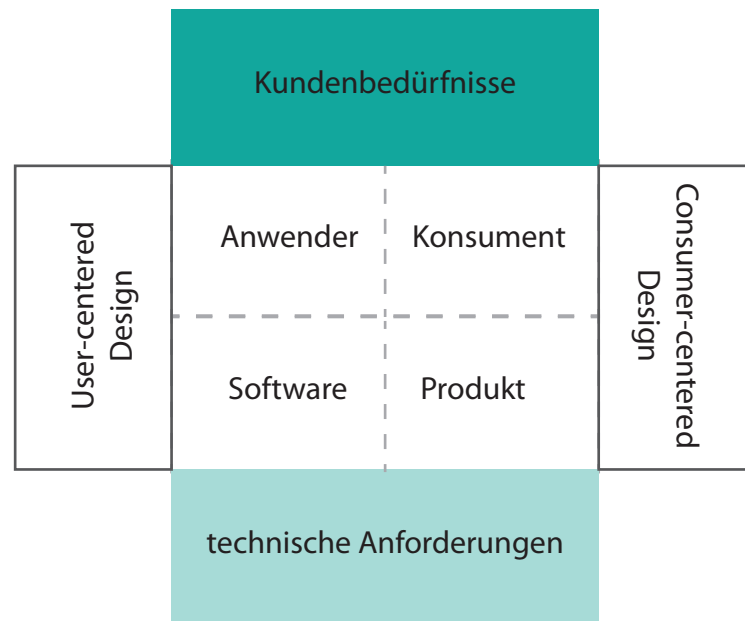 Kundenbedürfnisse
User-centered
Design
Anwender
Konsument
Software
Produkt
Consumer-centered
Design
technische Anforderungen